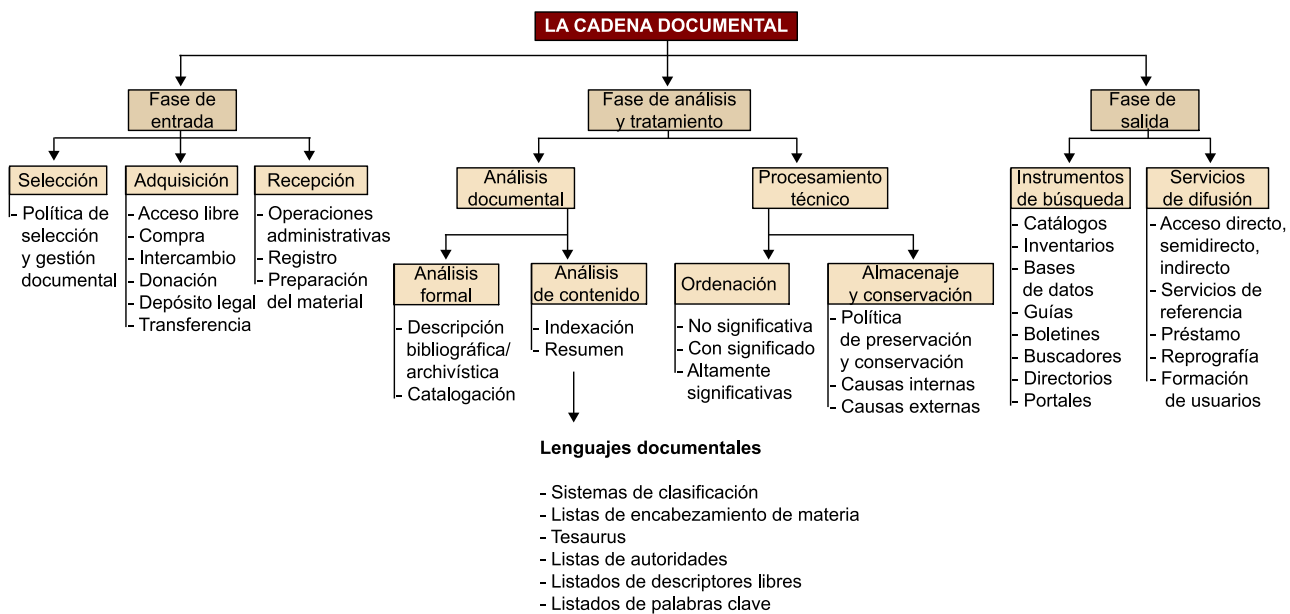 LA CADENA DOCUMENTAL
Fase de
entrada
Selección
- Política de
selección
y gestión
documental
Adquisición
- Acceso libre
- Compra
- Intercambio
- Donación
- Depósito legal
- Transferencia
Recepción
- Operaciones
administrativas
- Registro
- Preparación
del material
Fase de análisis
y tratamiento
Análisis
documental
Análisis
formal
- Descripción
bibliográfica/
archivística
- Catalogación
Análisis
de contenido
- Indexación
- Resumen
Lenguajes documentales
- Sistemas de clasificación
- Listas de encabezamiento de materia
- Tesaurus
- Listas de autoridades
- Listados de descriptores libres
- Listados de palabras clave
Procesamiento
técnico
Ordenación
- No significativa
- Con significado
- Altamente
significativas
Almacenaje
y conservación
- Política
de preservación
y conservación
- Causas internas
- Causas externas
Fase de
salida
Instrumentos
de búsqueda
- Catálogos
- Inventarios
- Bases
de datos
- Guías
- Boletines
- Buscadores
- Directorios
- Portales
Servicios
de difusión
- Acceso directo,
semidirecto,
indirecto
- Servicios de
referencia
- Préstamo
- Reprografía
- Formación
de usuarios